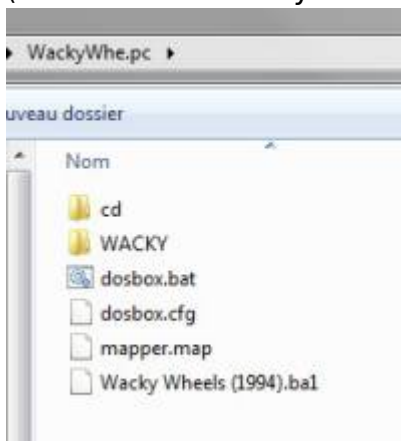 WackyWhe.pc
uveau dossier
Nom
cd
WACKY
dosbox.bat
dosbox.cfg
mapper.map
Wacky Wheels (1994).ba1